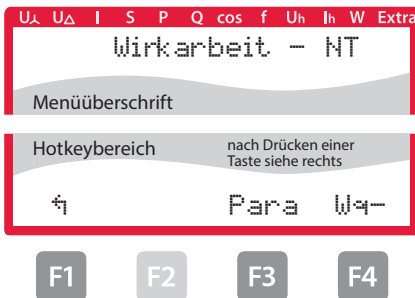 U⅄ U△ I S P Q cos f Uh Ih W Extra
Wirkarbeit - NT
Menüüberschrift
Hotkeybereich
nach Drücken einer
Taste siehe rechts
↰ Para Wq-
F1 F2 F3 F4